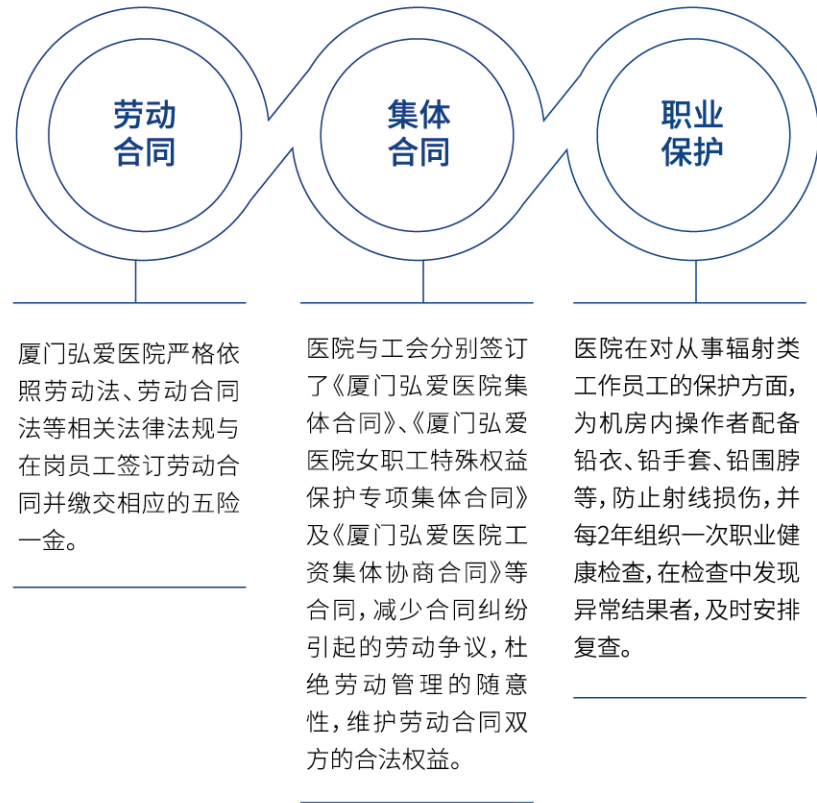 劳动
合同
厦门弘爱医院严格依
照劳动法、劳动合同
法等相关法律法规与
在岗员工签订劳动合
同并缴交相应的五险
一金。
集体
合同
医院与工会分别签订
了《厦门弘爱医院集
体合同》、《厦门弘爱
医院女职工特殊权益
保护专项集体合同》
及《厦门弘爱医院工
资集体协商合同》等
合同，减少合同纠纷
引起的劳动争议，杜
绝劳动管理的随意
性，维护劳动合同双
方的合法权益。
职业
保护
医院在对从事辐射类
工作员工的保护方面，
为机房内操作者配备
铅衣、铅手套、铅围脖
等，防止射线损伤，并
每2年组织一次职业健
康检查，在检查中发现
异常结果者，及时安排
复查。